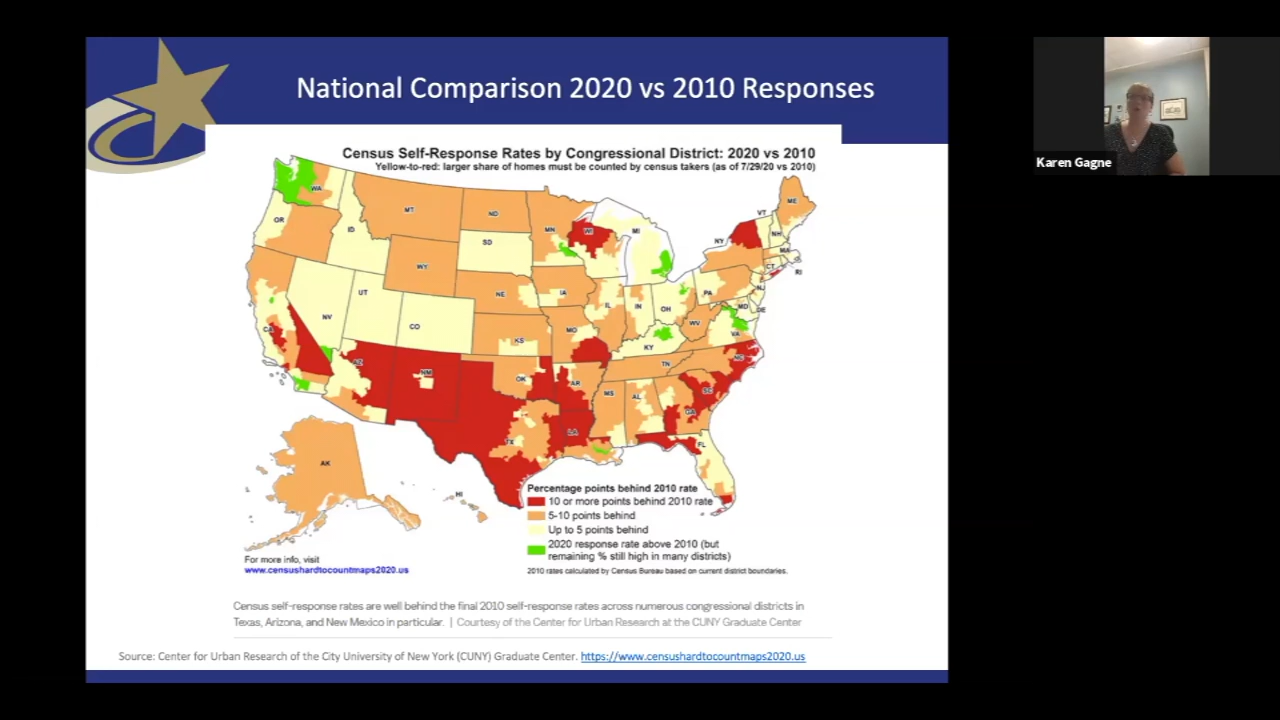 National Comparison 2020 vs 2010 Responses
Karen Gagne
Census Self-Response Rates by Congressional District: 2020 vs 2010
Yellow-to-red: larger share of homes must be counted by census takers (as of 7/29/20 vs 2010)
WA
MT
ND
MN
WI
MI
VT
ME
OR
ID
SD
NY
NH
MA
CT
RI
WY
NE
IA
IL
IN
OH
PA
NJ
MD
DE
NV
UT
CO
KS
MO
KY
WV
VA
CA
AZ
NM
OK
AR
TN
NC
SC
MS
AL
GA
TX
LA
FL
AK
HI
Percentage points behind 2010 rate
10 or more points behind 2010 rate
5-10 points behind
Up to 5 points behind
2020 response rate above 2010 (but
remaining % still high in many districts)
For more info, visit
www.censushardtocountmaps2020.us
2010 rates calculated by Census Bureau based on current district boundaries.
Census self-response rates are well behind the final 2010 self-response rates across numerous congressional districts in
Texas, Arizona, and New Mexico in particular. | Courtesy of the Center for Urban Research at the CUNY Graduate Center
Source: Center for Urban Research of the City University of New York (CUNY) Graduate Center. https://www.censushardtocountmaps2020.us